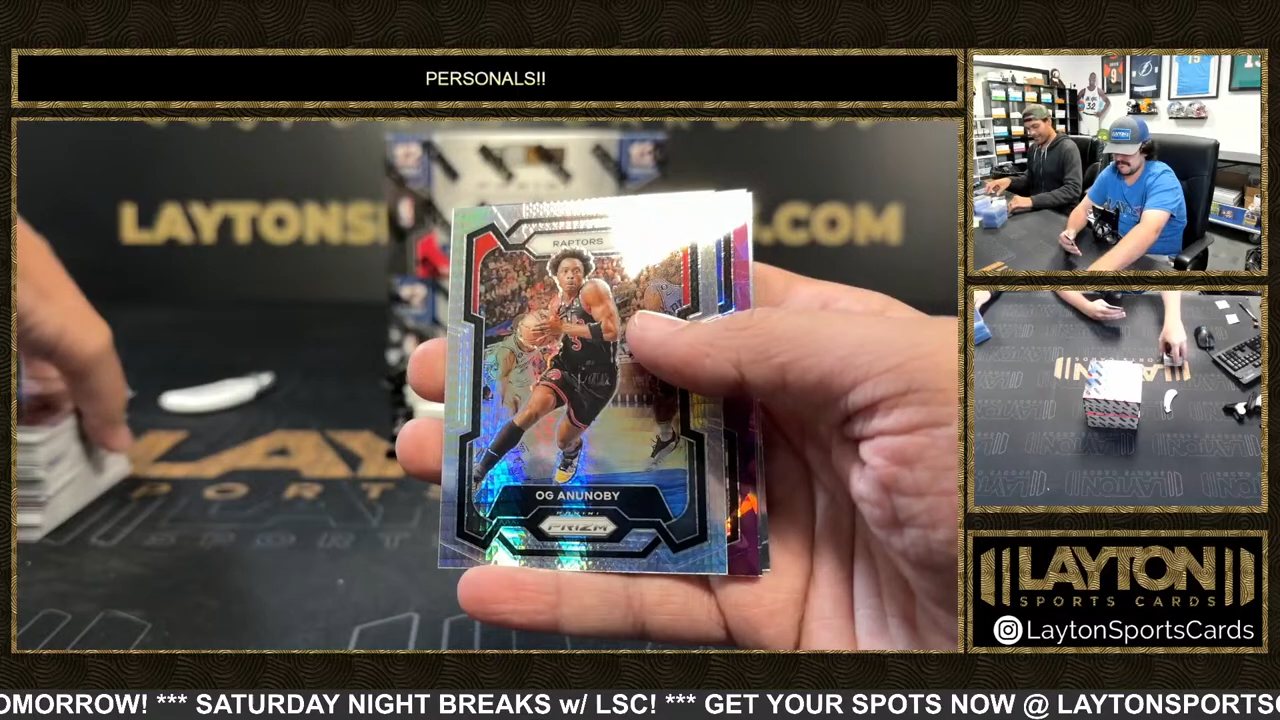 PERSONALS!!
LAYTONS
S.COM
RAPTORS
OG ANUNOBY
PANINI
PRIZM
32
LAYTON
SPORTS CARDS
LaytonSportsCards
OMORROW! *** SATURDAY NIGHT BREAKS w/ LSC! *** GET YOUR SPOTS NOW @ LAYTONSPORTS